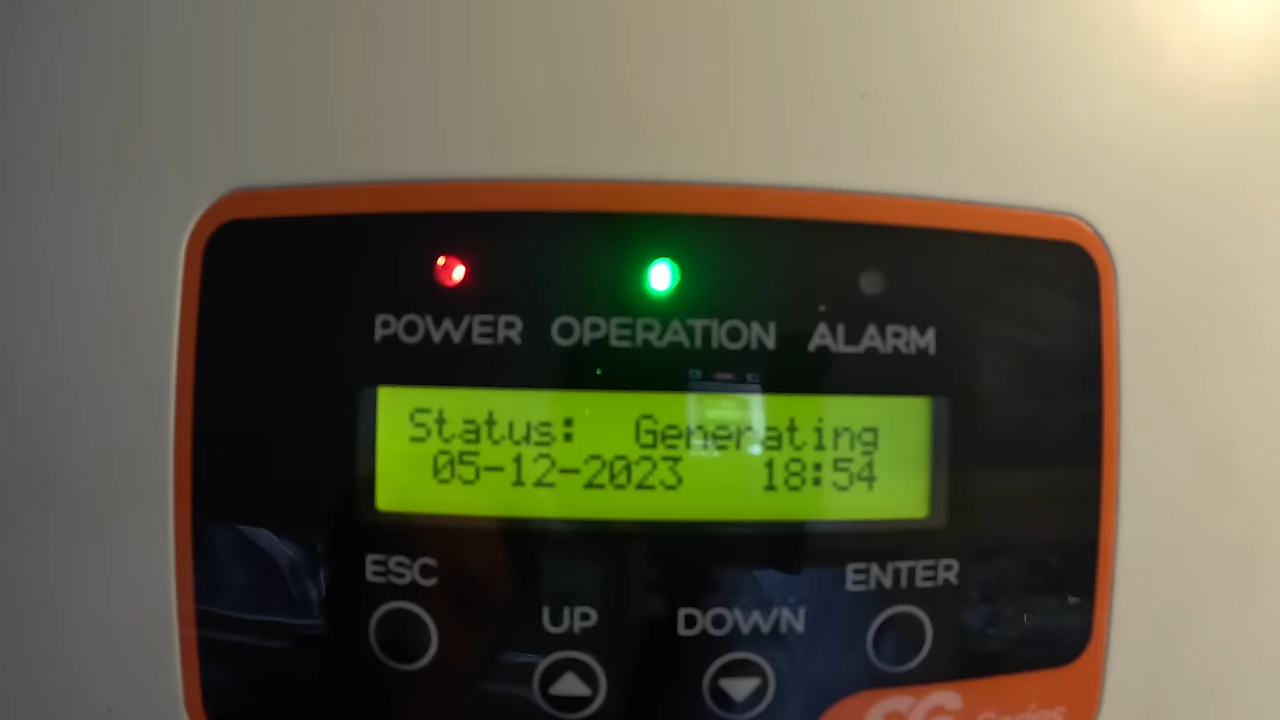 POWER OPERATION ALARM
Status: Generating
05-12-2023 18:54
ESC ENTER
UP DOWN